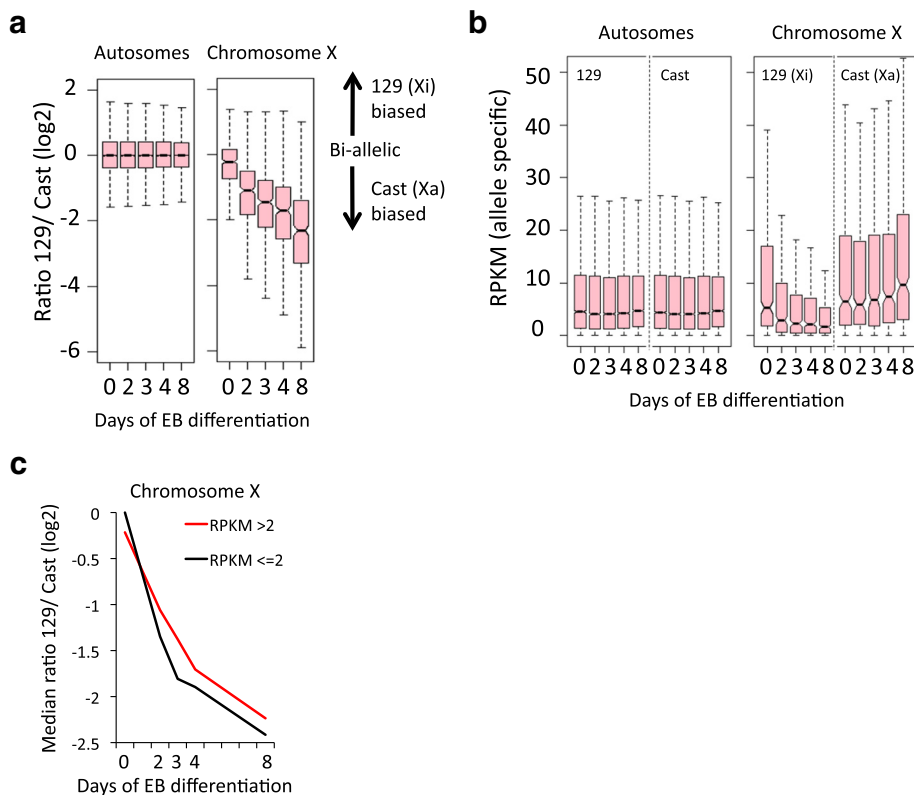 a
Autosomes
Chromosome X
Ratio 129/ Cast (log2)
2
0
-2
-4
-6
129 (Xi)
biased
Bi-allelic
Cast (Xa)
biased
0 2 3 4 8
0 2 3 4 8
Days of EB differentiation
b
Autosomes
Chromosome X
RPKM (allele specific)
50
40
30
20
10
0
129
Cast
129 (Xi)
Cast (Xa)
0 2 3 4 8
0 2 3 4 8
0 2 3 4 8
0 2 3 4 8
Days of EB differentiation
c
Chromosome X
Median ratio 129/ Cast (log2)
0
-0.5
-1
-1.5
-2
-2.5
RPKM >2
RPKM <=2
0 2 3 4 8
Days of EB differentiation